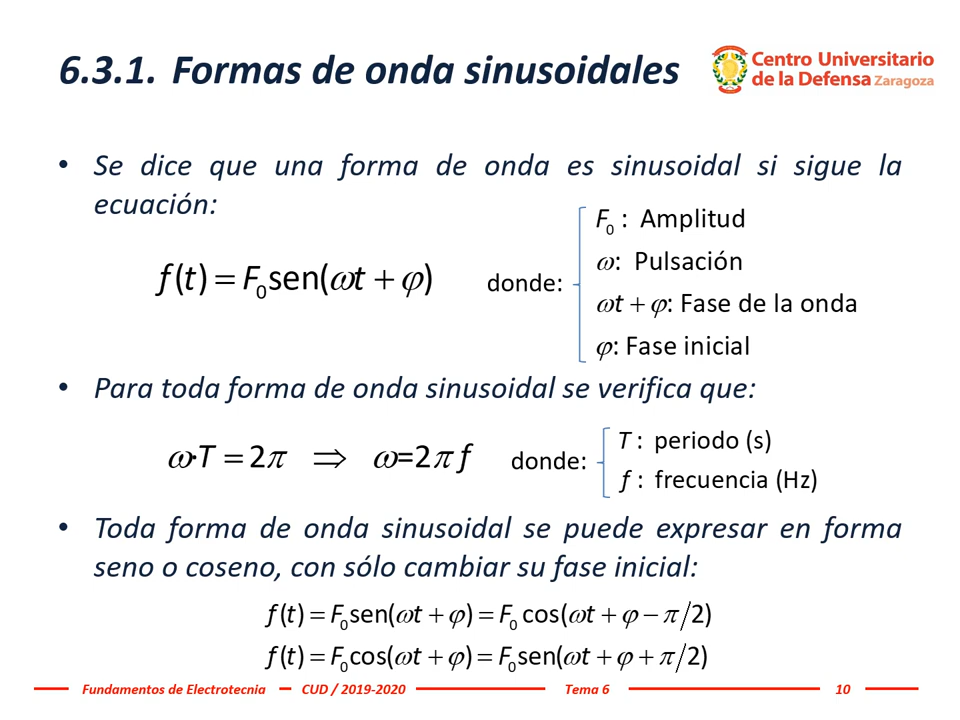 6.3.1. Formas de onda sinusoidales
Centro Universitario
de la Defensa Zaragoza
• Se dice que una forma de onda es sinusoidal si sigue la
ecuación:
f(t) = F₀sen(ωt + φ)
donde:
F₀ : Amplitud
ω: Pulsación
ωt + φ: Fase de la onda
φ: Fase inicial
• Para toda forma de onda sinusoidal se verifica que:
ω·T = 2π ⇒ ω=2π f
donde:
T : periodo (s)
f : frecuencia (Hz)
• Toda forma de onda sinusoidal se puede expresar en forma
seno o coseno, con sólo cambiar su fase inicial:
f(t) = F₀sen(ωt + φ) = F₀ cos(ωt + φ − π/2)
f(t) = F₀cos(ωt + φ) = F₀sen(ωt + φ + π/2)
Fundamentos de Electrotecnia CUD / 2019-2020 Tema 6 10